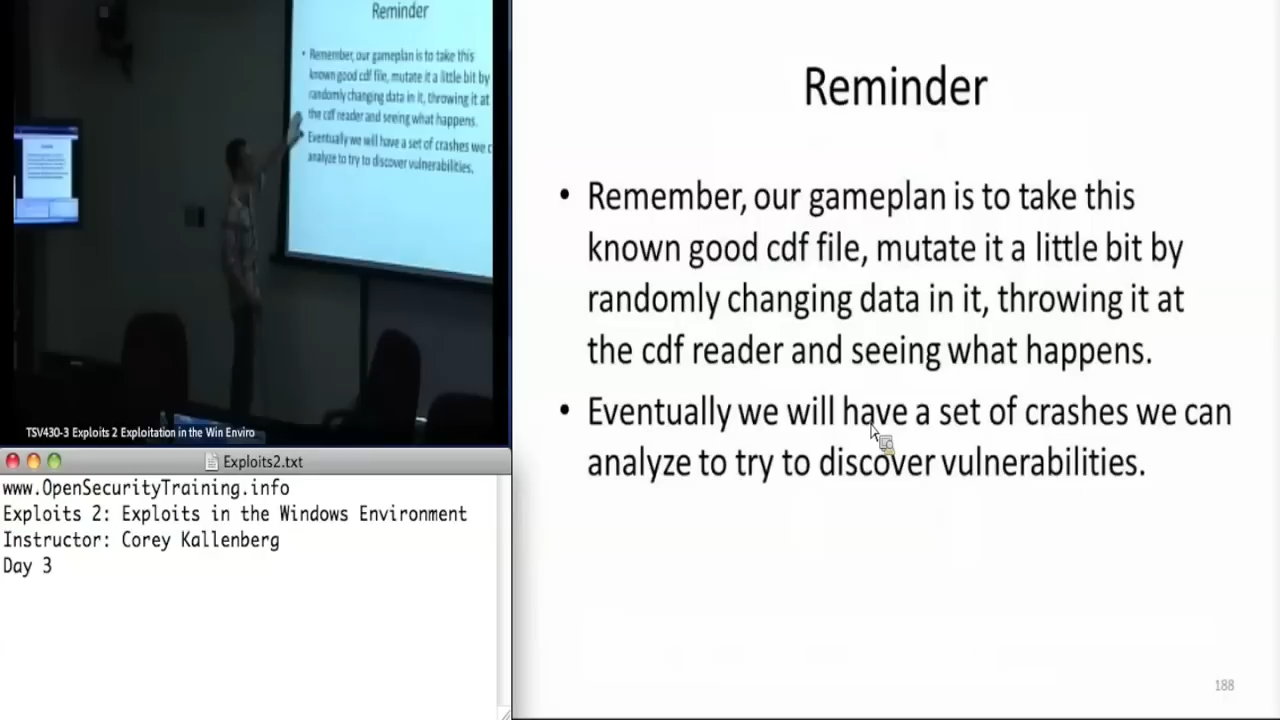 Reminder
• Remember, our gameplan is to take this
known good cdf file, mutate it a little bit by
randomly changing data in it, throwing it at
the cdf reader and seeing what happens.
• Eventually we will have a set of crashes we c
analyze to try to discover vulnerabilities.
TSV430-3 Exploits 2 Exploitation in the Win Enviro
Exploits2.txt
www.OpenSecurityTraining.info
Exploits 2: Exploits in the Windows Environment
Instructor: Corey Kallenberg
Day 3
Reminder
• Remember, our gameplan is to take this
known good cdf file, mutate it a little bit by
randomly changing data in it, throwing it at
the cdf reader and seeing what happens.
• Eventually we will have a set of crashes we can
analyze to try to discover vulnerabilities.
188